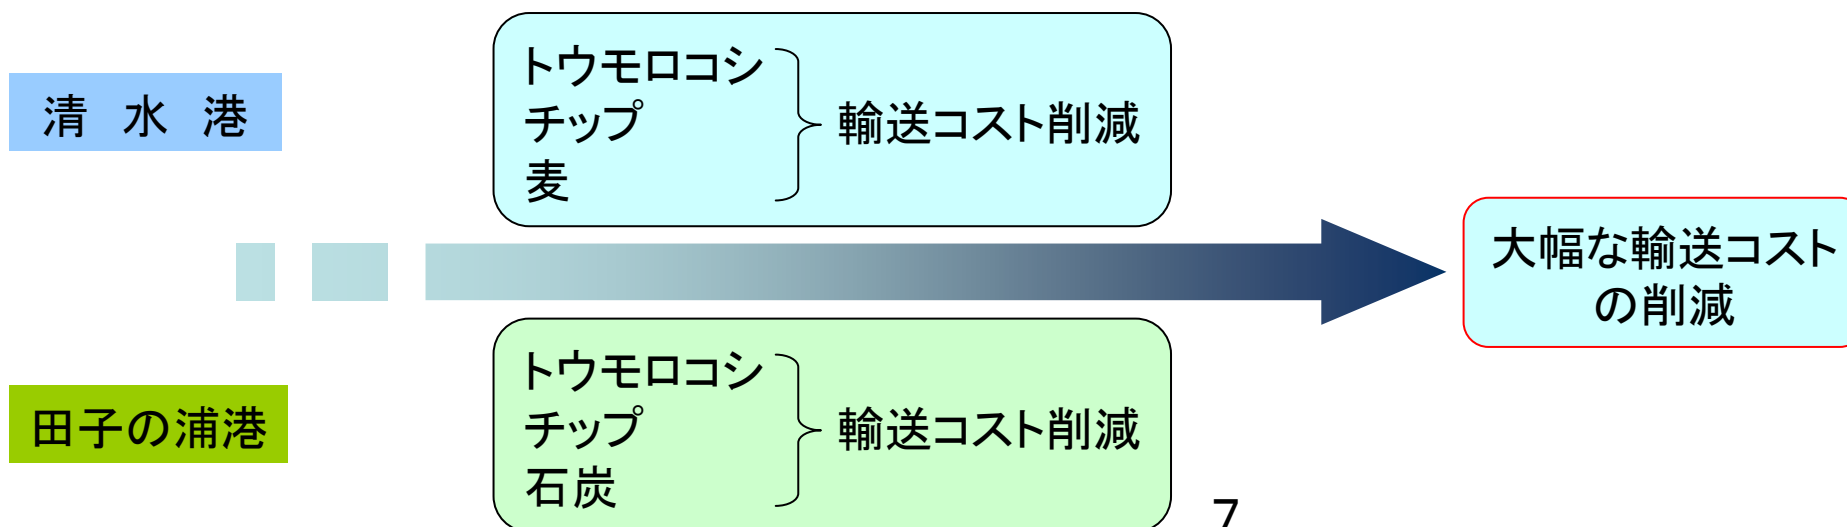 清 水 港
トウモロコシ
チップ
麦
輸送コスト削減
大幅な輸送コスト
の削減
田子の浦港
トウモロコシ
チップ
石炭
輸送コスト削減
7